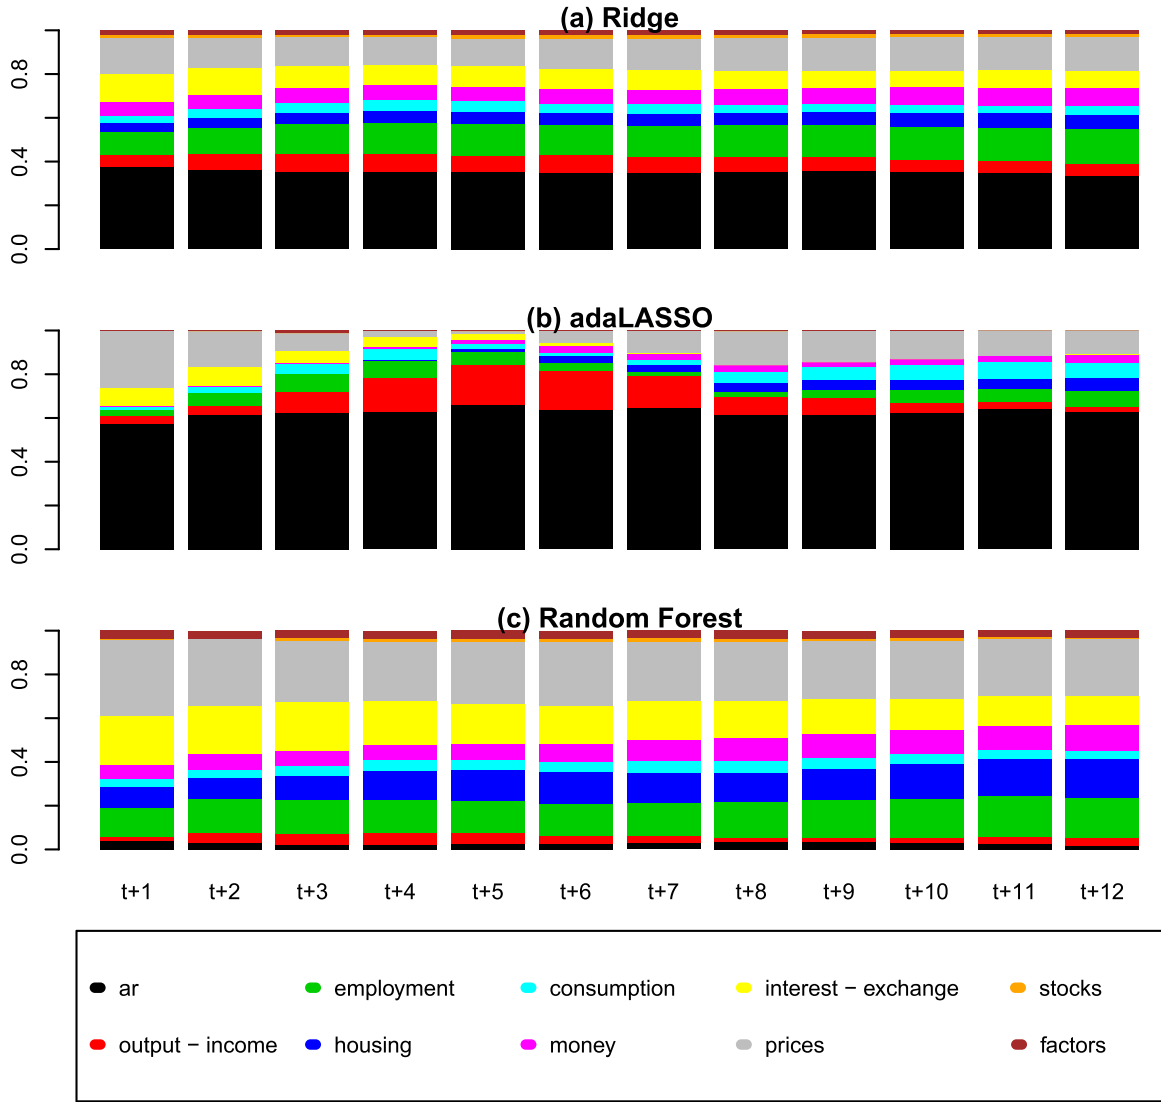 (a) Ridge
0.8
0.4
0.0
(b) adaLASSO
0.8
0.4
0.0
(c) Random Forest
0.8
0.4
0.0
t+1 t+2 t+3 t+4 t+5 t+6 t+7 t+8 t+9 t+10 t+11 t+12
ar employment consumption interest − exchange stocks
output − income housing money prices factors